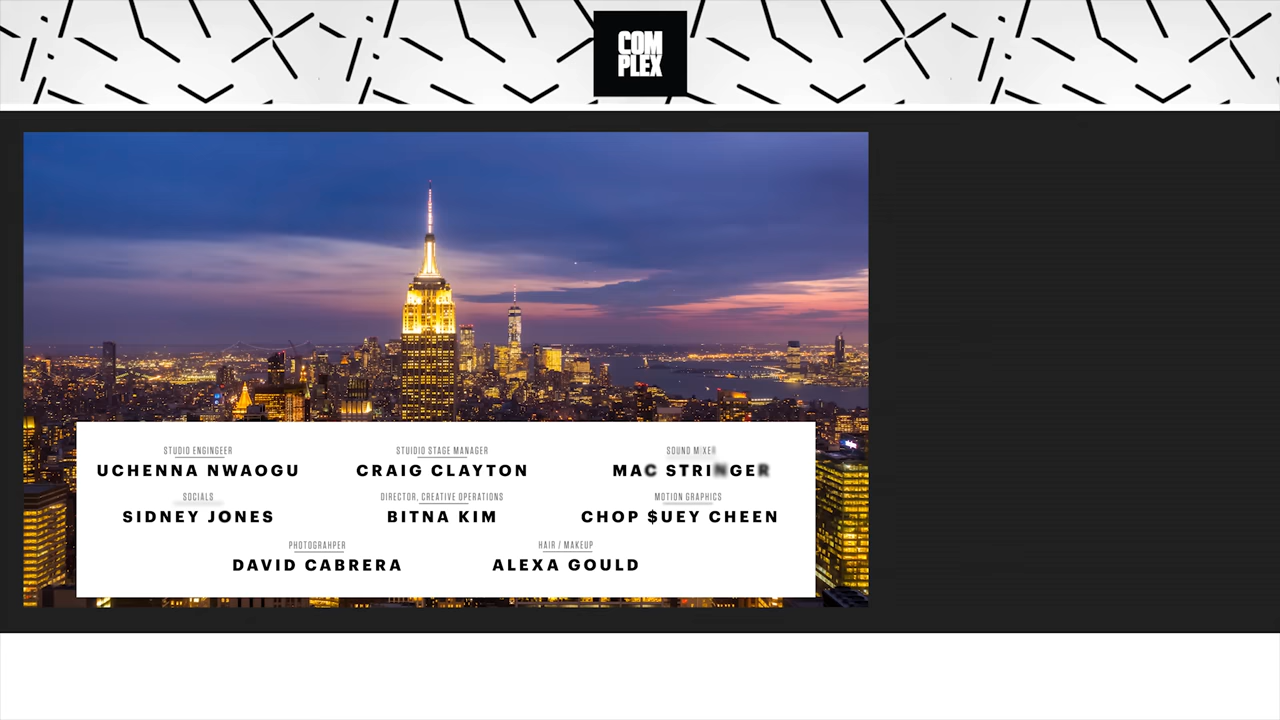 COM
PLEX
STUDIO ENGINGEER
UCHENNA NWAOGU
STUIDIO STAGE MANAGER
CRAIG CLAYTON
SOUND MIXER
MAC STRINGER
SOCIALS
SIDNEY JONES
DIRECTOR, CREATIVE OPERATIONS
BITNA KIM
MOTION GRAPHICS
CHOP $UEY CHEEN
PHOTOGRAHPER
DAVID CABRERA
HAIR / MAKEUP
ALEXA GOULD